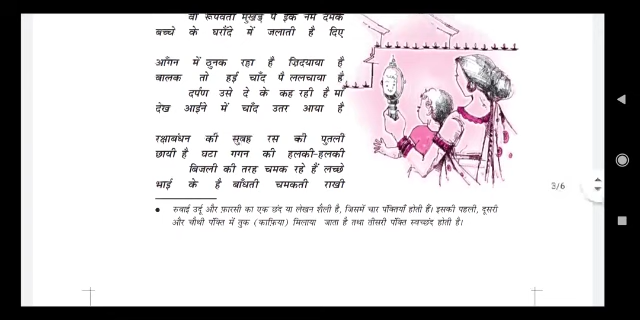 वो रूपवती मुखड़े पै इक नर्म दमक
बच्चे के घरौंदे में जलाती है दिए
आँगन में ठुनक रहा है ज़िदयाया है
बालक तो हई चाँद पै ललचाया है
दर्पण उसे दे के कह रही है माँ
देख आईने में चाँद उतर आया है
रक्षाबंधन की सुबह रस की पुतली
छायी है घटा गगन की हलकी-हलकी
बिजली की तरह चमक रहे हैं लच्छे
भाई के है बाँधती चमकती राखी
3/6
• रुबाई उर्दू और फ़ारसी का एक छंद या लेखन शैली है, जिसमें चार पंक्तियाँ होती हैं। इसकी पहली, दूसरी
और चौथी पंक्ति में तुक (काफ़िया) मिलाया जाता है तथा तीसरी पंक्ति स्वच्छंद होती है।